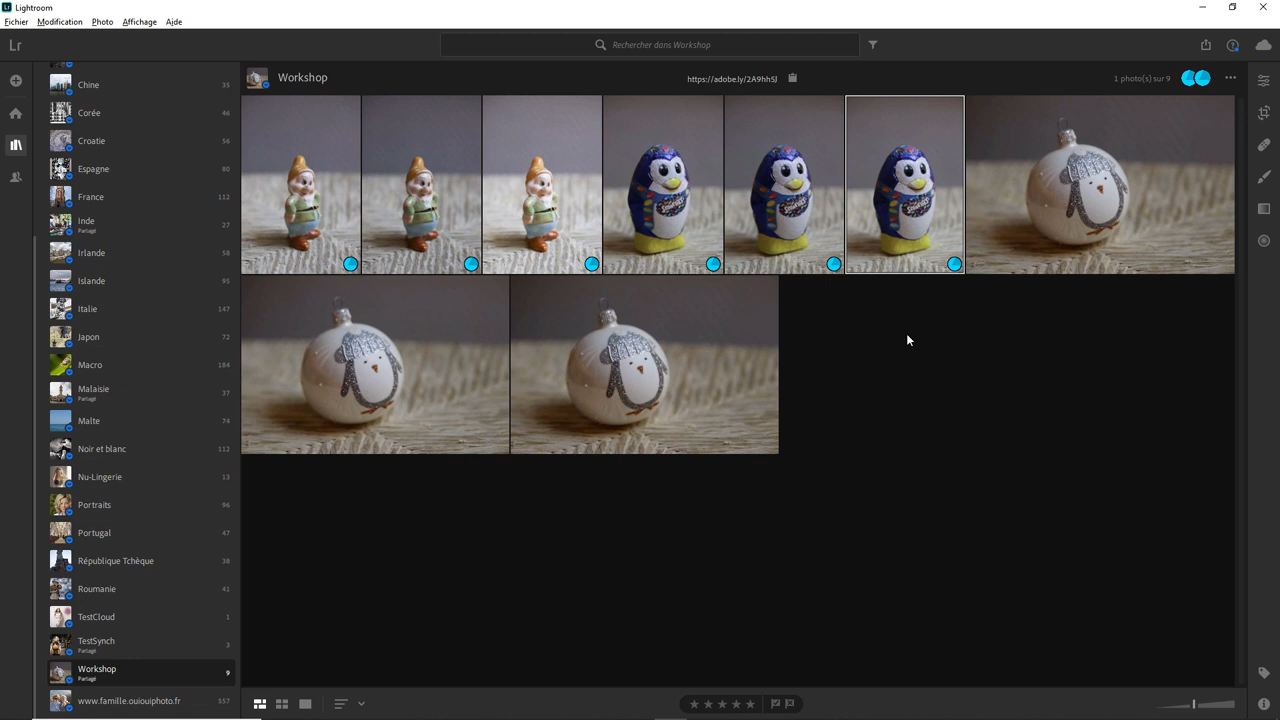 Lr Lightroom
Fichier Modification Photo Affichage Aide
Lr
Rechercher dans Workshop
Workshop
https://adobe.ly/2A9hh5J
1 photo(s) sur 9
Chine 35
Corée 46
Croatie 56
Espagne 80
France 112
Inde 27
Partagé
Irlande 58
Islande 95
Italie 147
Japon 72
Macro 184
Malaisie 37
Partagé
Malte 74
Noir et blanc 112
Nu-Lingerie 13
Portraits 96
Portugal 47
République Tchèque 38
Roumanie 41
TestCloud 1
TestSynch 3
Partagé
Workshop 9
Partagé
www.famille.ouiouiphoto.fr 557